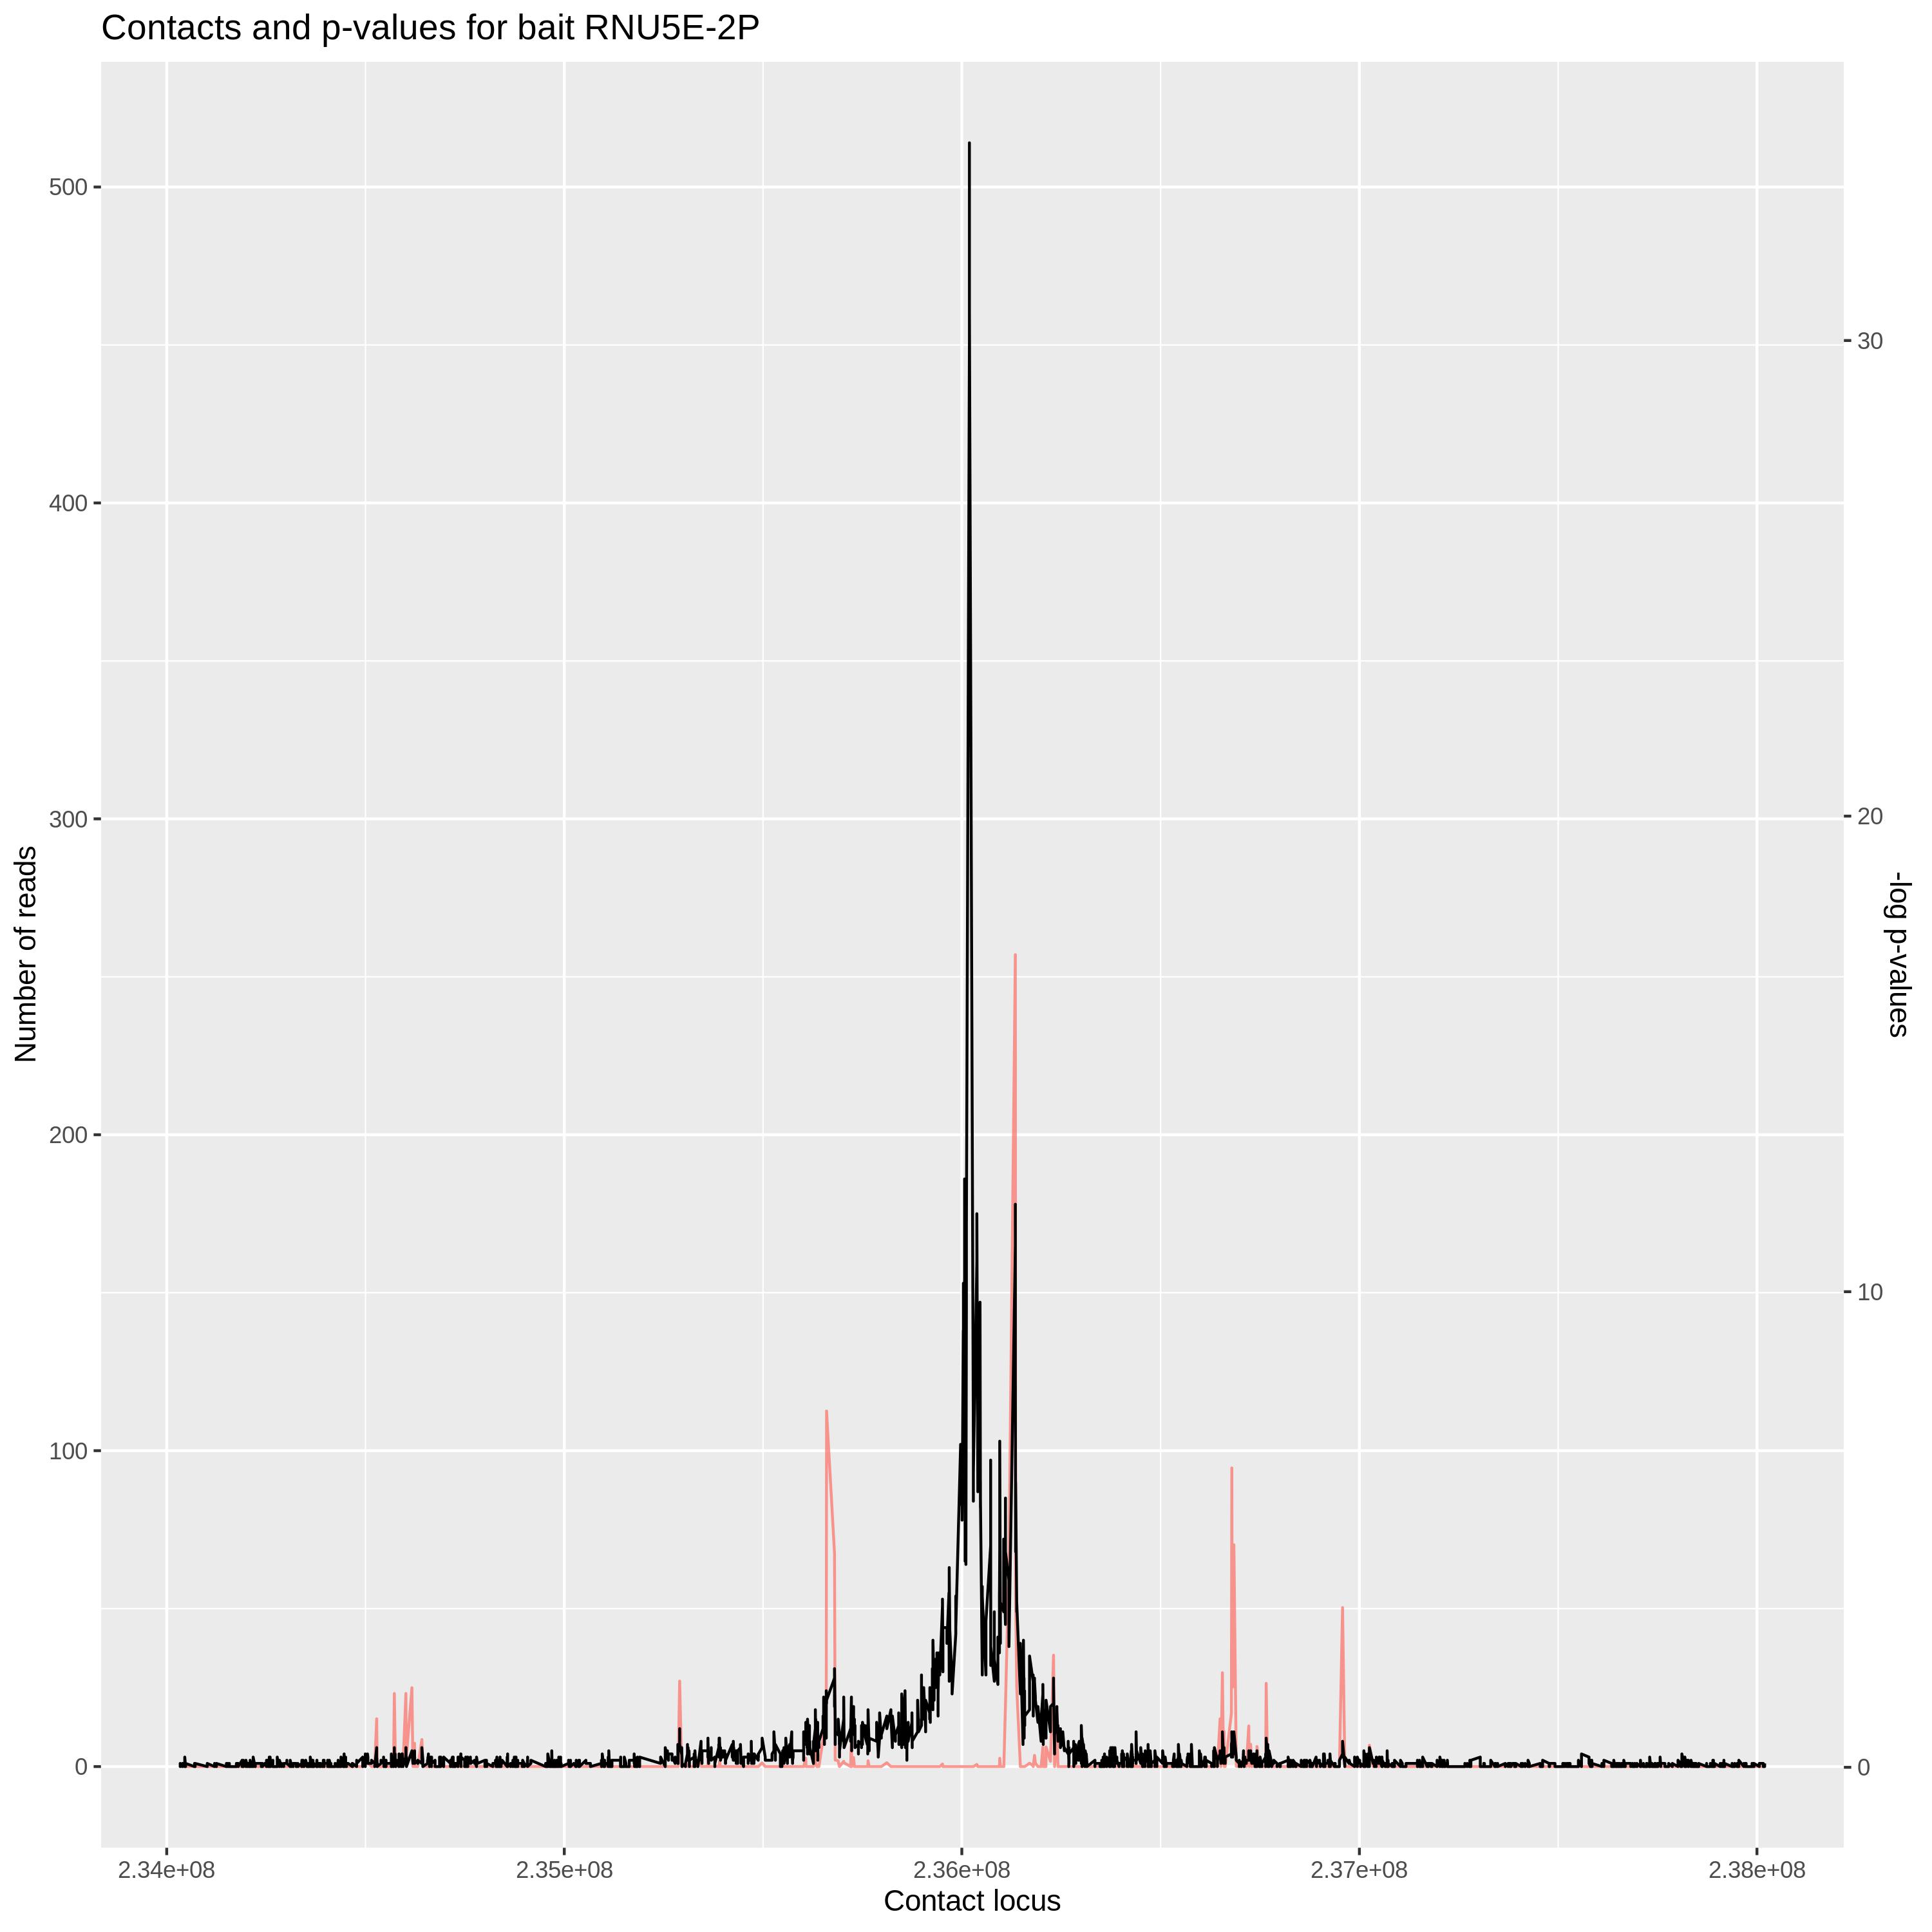 Contacts and p-values for bait RNU5E-2P
500
400
300
200
100
0
Number of reads
30
20
10
0
-log p-values
2.34e+08
2.35e+08
2.36e+08
2.37e+08
2.38e+08
Contact locus